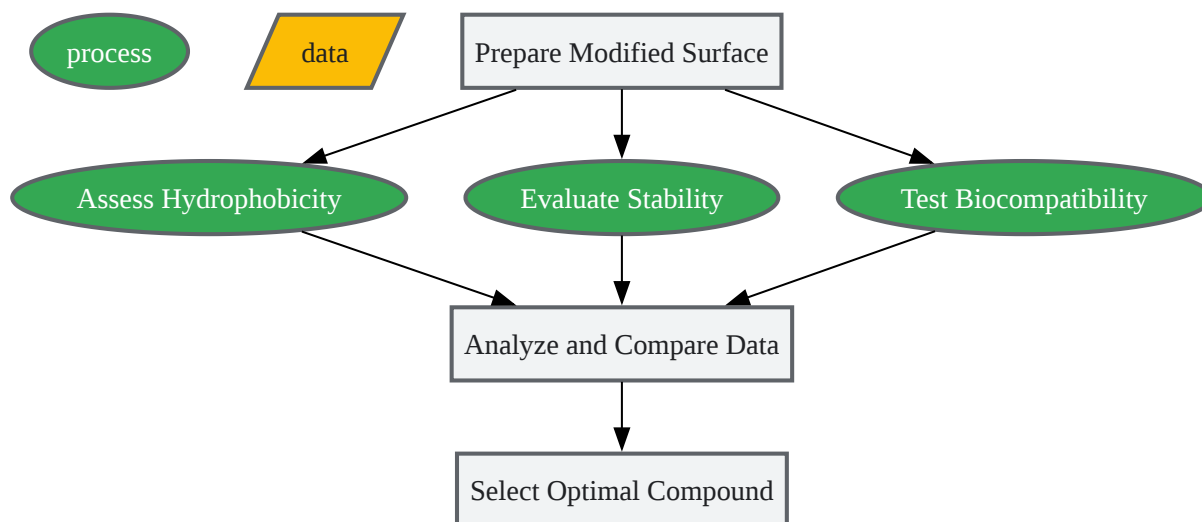 process
data
Prepare Modified Surface
Assess Hydrophobicity
Evaluate Stability
Test Biocompatibility
Analyze and Compare Data
Select Optimal Compound